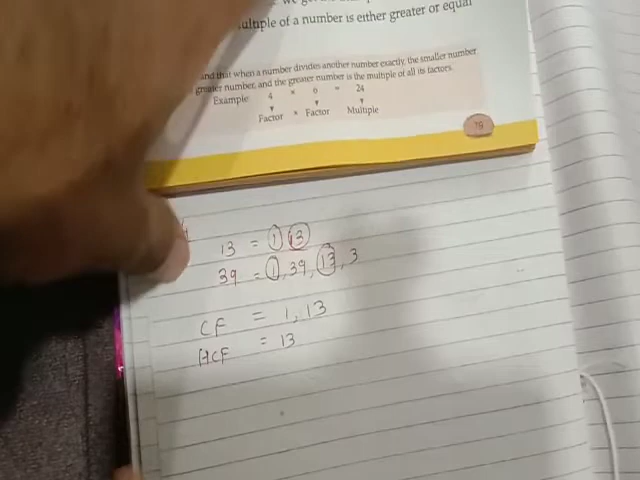 multiple of a number is either greater or equal
and that when a number divides another number exactly, the smaller number
greater number, and the greater number is the multiple of all its factors.
Example 4 × 6 = 24
Factor × Factor Multiple
79
13 = 1 13
39 = 1, 39, 13, 3
CF = 1, 13
HCF = 13